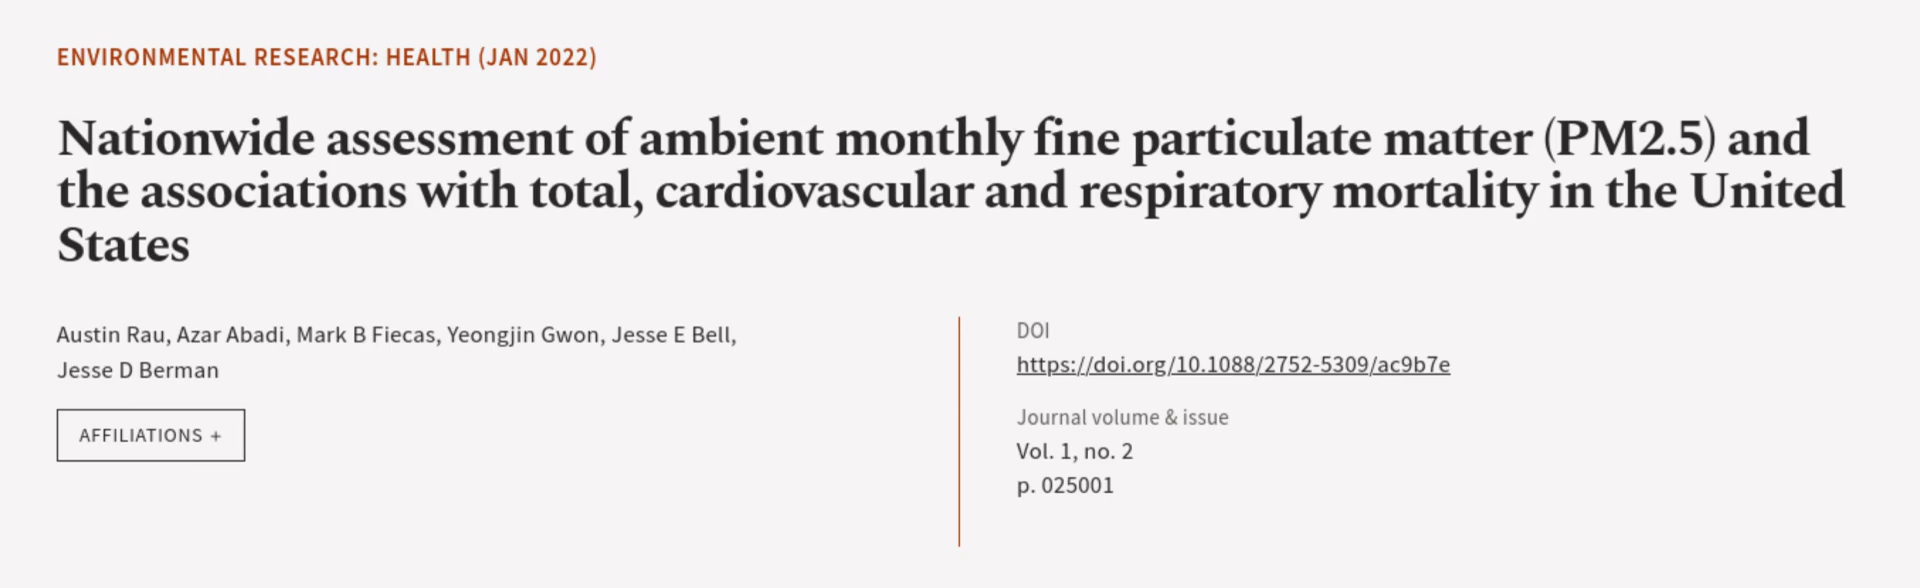 ENVIRONMENTAL RESEARCH: HEALTH (JAN 2022)
Nationwide assessment of ambient monthly fine particulate matter (PM2.5) and
the associations with total, cardiovascular and respiratory mortality in the United
States
Austin Rau, Azar Abadi, Mark B Fiecas, Yeongjin Gwon, Jesse E Bell,
Jesse D Berman
AFFILIATIONS +
DOI
https://doi.org/10.1088/2752-5309/ac9b7e
Journal volume & issue
Vol. 1, no. 2
p. 025001